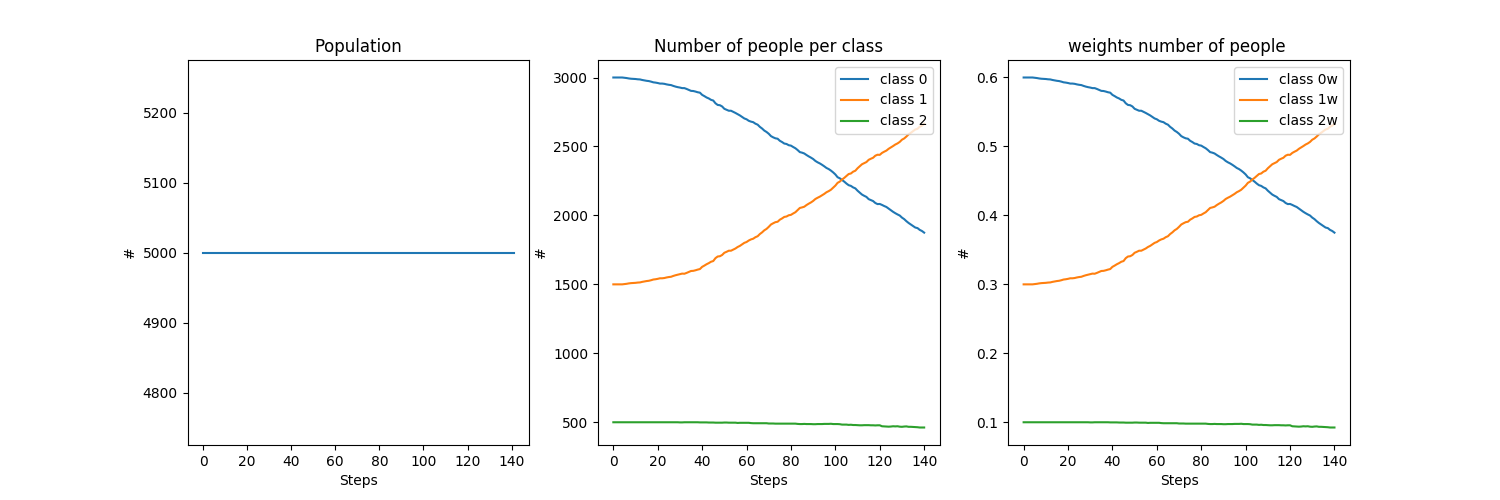 Population
5200
5100
5000
4900
4800
#
0 20 40 60 80 100 120 140
Steps
Number of people per class
3000
2500
2000
1500
1000
500
#
class 0
class 1
class 2
0 20 40 60 80 100 120 140
Steps
weights number of people
0.6
0.5
0.4
0.3
0.2
0.1
#
class 0w
class 1w
class 2w
0 20 40 60 80 100 120 140
Steps